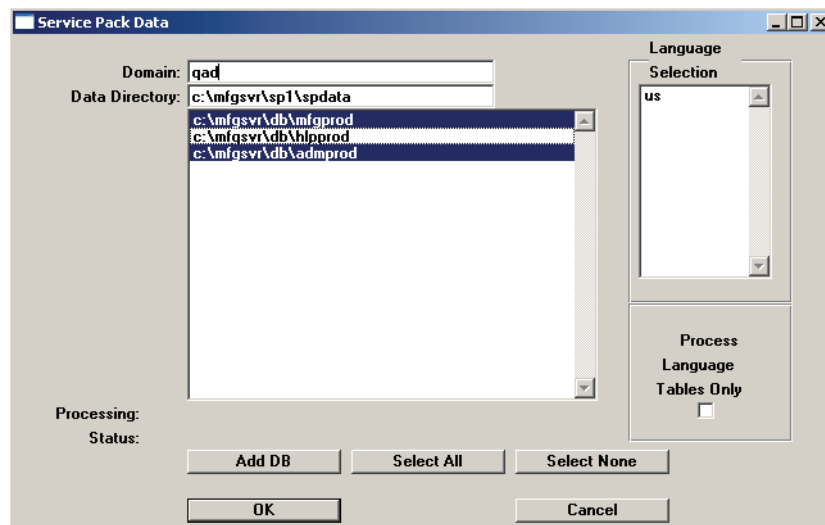 Service Pack Data
Domain: qad
Data Directory: c:\mfgsvr\sp1\spdata
c:\mfgsvr\db\mfgprod
c:\mfgsvr\db\hlpprod
c:\mfgsvr\db\admprod
Language
Selection
us
Process
Language
Tables Only
Processing:
Status:
Add DB Select All Select None
OK Cancel